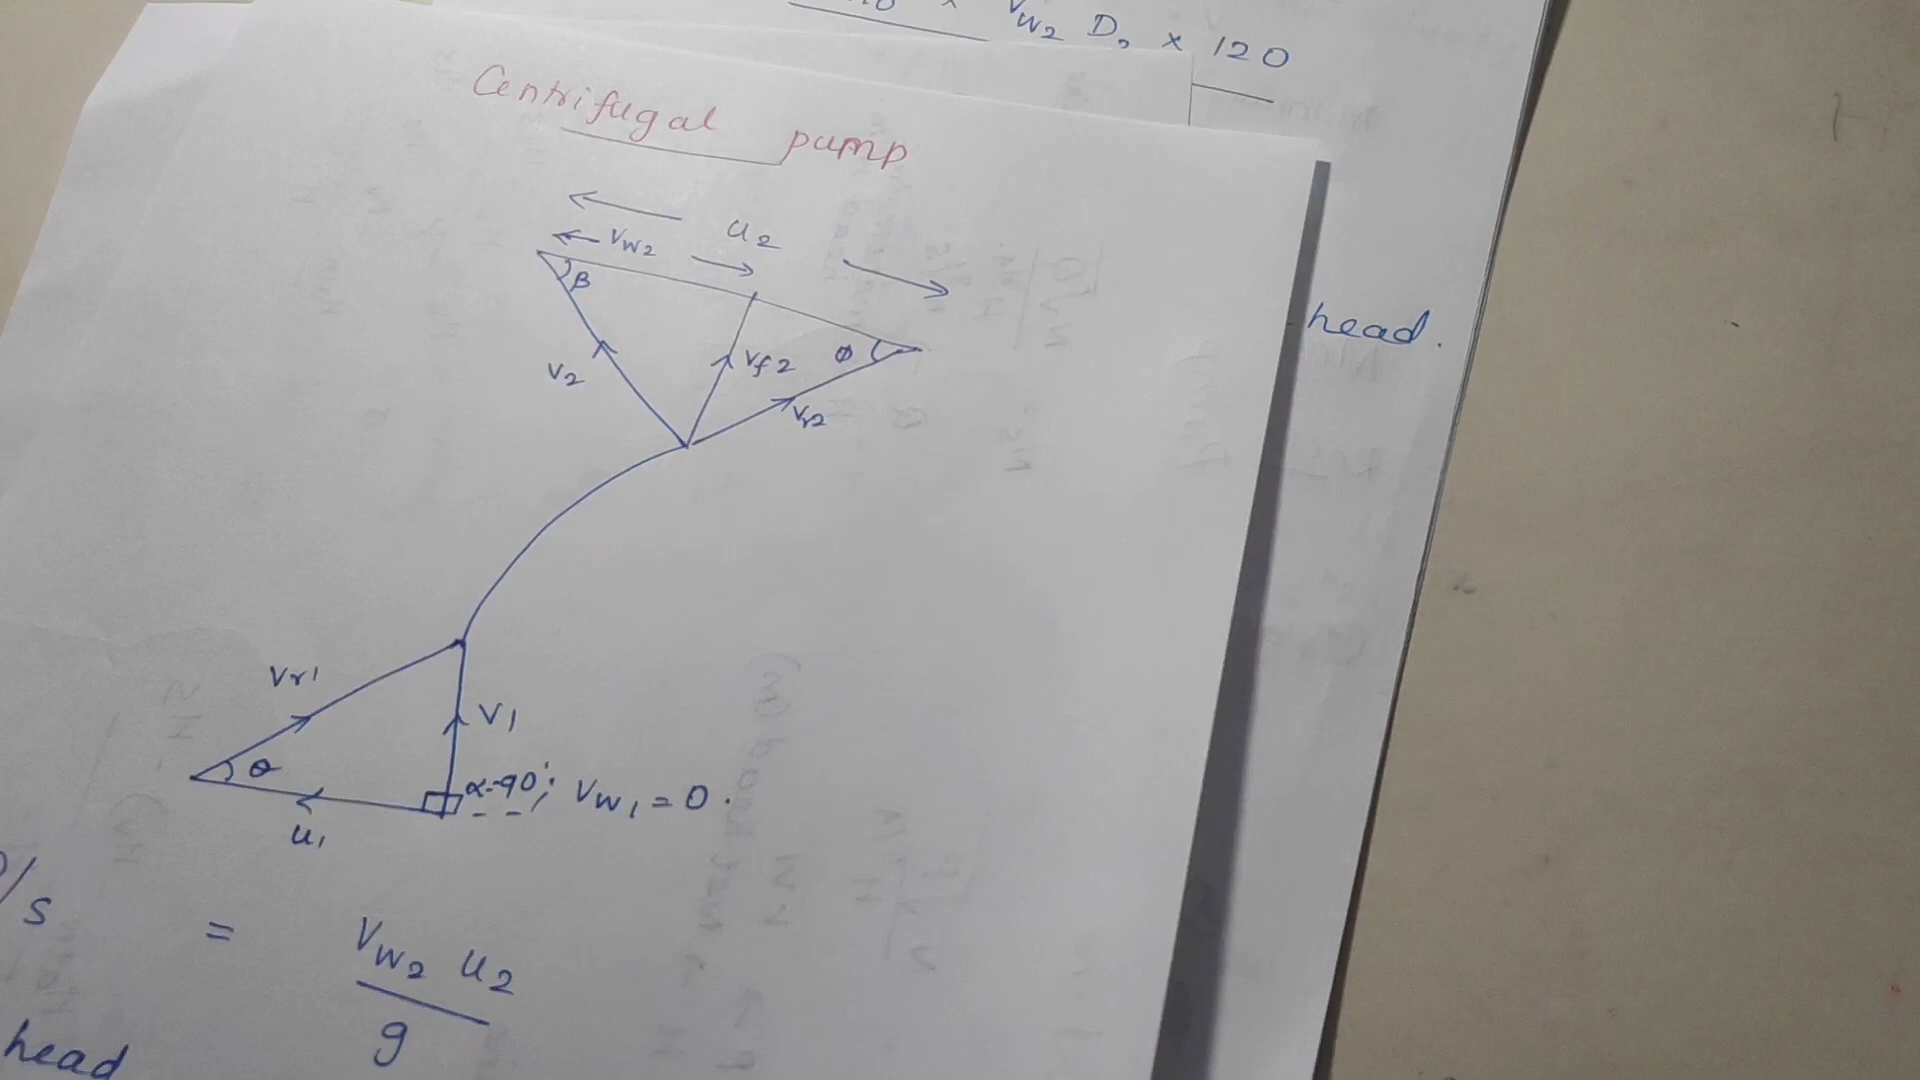 Vw2 D2 × 120
Centrifugal pump
u2
Vw2
β
V2
Vf2
φ
Vr2
head.
Vr1
V1
θ
α=90°; Vw1 = 0.
u1
/s = Vw2 u2
g
head